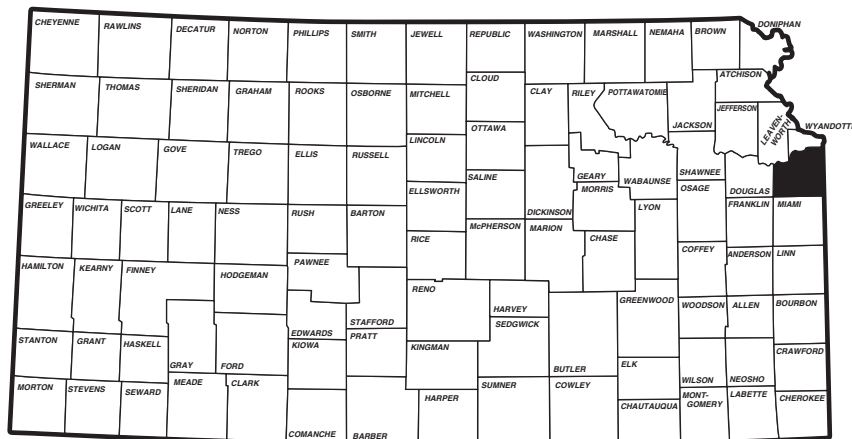 CHEYENNE
RAWLINS
DECATUR
NORTON
PHILLIPS
SMITH
JEWELL
REPUBLIC
WASHINGTON
MARSHALL
NEMAHA
BROWN
DONIPHAN
SHERMAN
THOMAS
SHERIDAN
GRAHAM
ROOKS
OSBORNE
MITCHELL
CLOUD
CLAY
RILEY
POTTAWATOMIE
JACKSON
ATCHISON
JEFFERSON
LEAVEN-
WORTH
WYANDOTT
WALLACE
LOGAN
GOVE
TREGO
ELLIS
RUSSELL
LINCOLN
OTTAWA
ELLSWORTH
SALINE
DICKINSON
GEARY
MORRIS
WABAUNSE
SHAWNEE
OSAGE
DOUGLAS
FRANKLIN
MIAMI
GREELEY
WICHITA
SCOTT
LANE
NESS
RUSH
BARTON
RICE
McPHERSON
MARION
CHASE
LYON
COFFEY
ANDERSON
LINN
HAMILTON
KEARNY
FINNEY
HODGEMAN
PAWNEE
STAFFORD
RENO
HARVEY
SEDGWICK
BUTLER
GREENWOOD
WOODSON
ALLEN
BOURBON
STANTON
GRANT
HASKELL
GRAY
FORD
EDWARDS
KIOWA
PRATT
KINGMAN
ELK
WILSON
NEOSHO
CRAWFORD
MORTON
STEVENS
SEWARD
MEADE
CLARK
COMANCHE
BARBER
HARPER
SUMNER
COWLEY
CHAUTAUQUA
MONT-
GOMERY
LABETTE
CHEROKEE